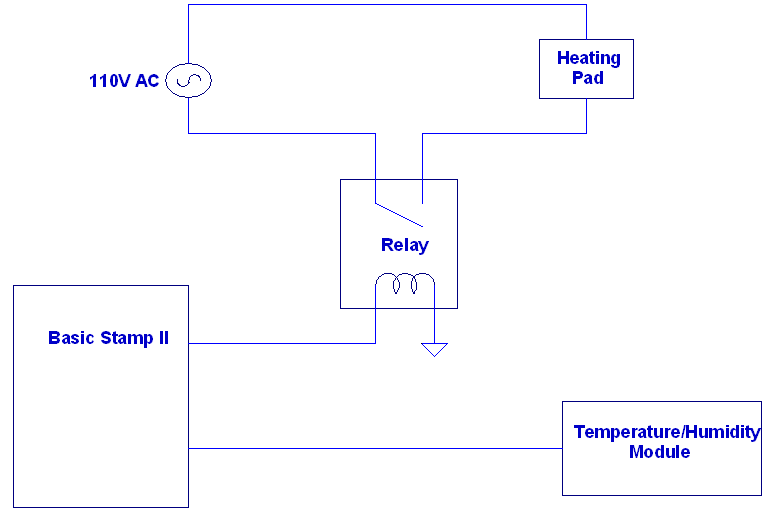 Heating
Pad
110V AC
Relay
Basic Stamp II
Temperature/Humidity
Module